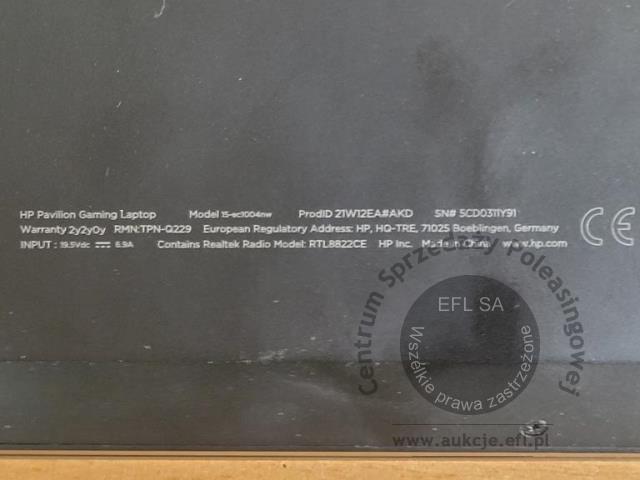 HP Pavilion Gaming Laptop Model 15-ec1004nw ProdID 21W12EA#AKD SN# 5CD0311Y91
Warranty 2y2y0y RMN:TPN-Q229 European Regulatory Address: HP, HQ-TRE, 71025 Boeblingen, Germany
INPUT : 19.5Vdc 6.9A Contains Realtek Radio Model: RTL8822CE HP Inc. Made in China www.hp.com
CE
Centrum Sprzedaży Poleasingowej
EFL SA
Wszelkie prawa zastrzeżone
www.aukcje.efl.pl